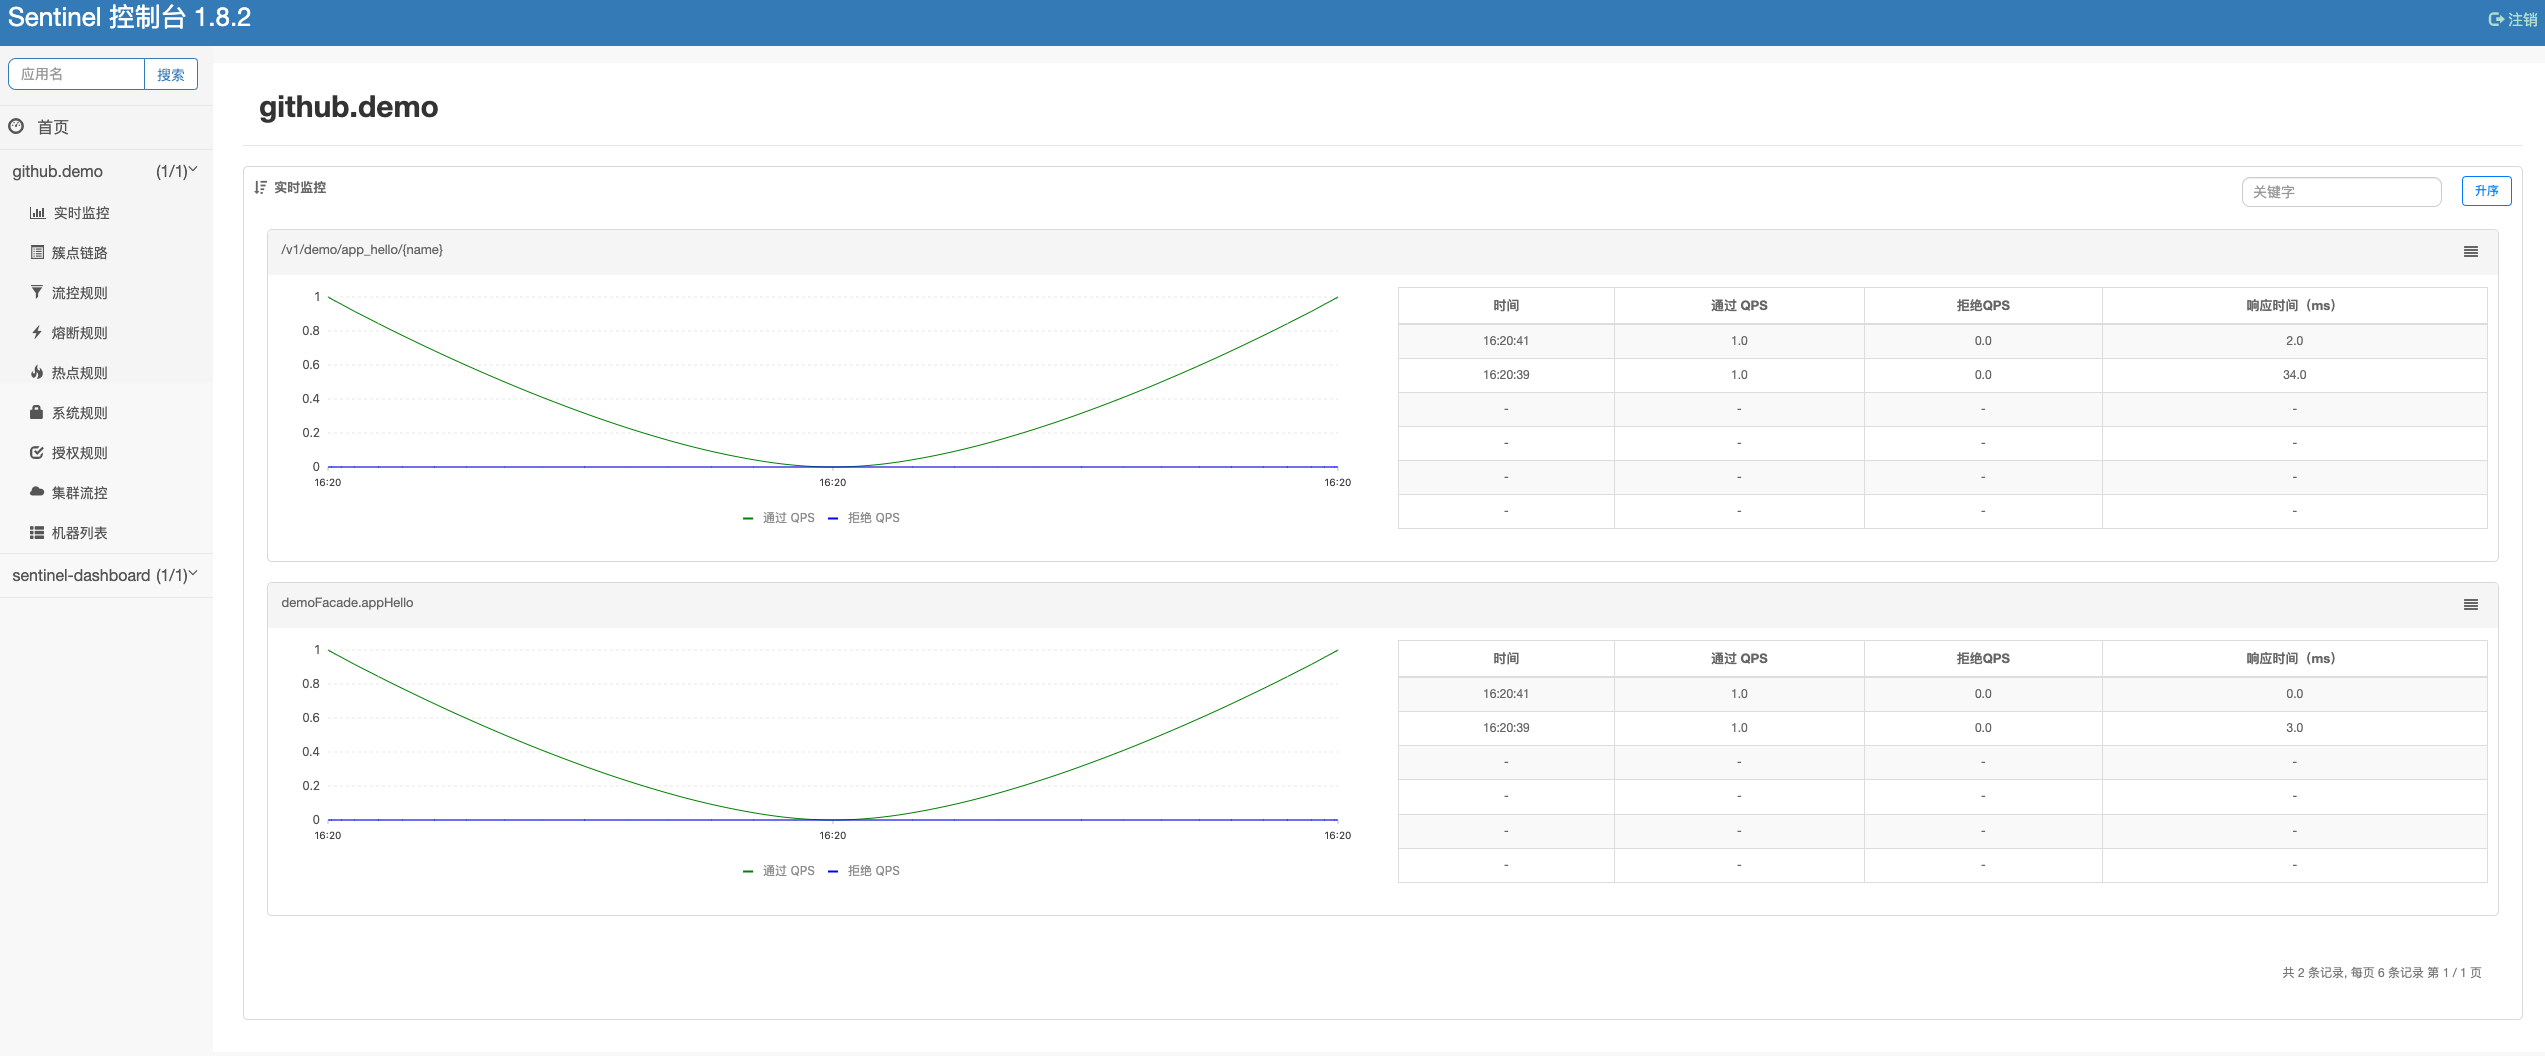 Sentinel 控制台 1.8.2
注销
应用名 搜索
首页
github.demo (1/1)
实时监控
簇点链路
流控规则
熔断规则
热点规则
系统规则
授权规则
集群流控
机器列表
sentinel-dashboard (1/1)
github.demo
实时监控 关键字 升序
/v1/demo/app_hello/{name}
1
0.8
0.6
0.4
0.2
0
16:20 16:20 16:20
通过 QPS 拒绝 QPS
时间 通过 QPS 拒绝QPS 响应时间（ms）
16:20:41 1.0 0.0 2.0
16:20:39 1.0 0.0 34.0
- - - -
- - - -
- - - -
- - - -
demoFacade.appHello
1
0.8
0.6
0.4
0.2
0
16:20 16:20 16:20
通过 QPS 拒绝 QPS
时间 通过 QPS 拒绝QPS 响应时间（ms）
16:20:41 1.0 0.0 0.0
16:20:39 1.0 0.0 3.0
- - - -
- - - -
- - - -
- - - -
共 2 条记录, 每页 6 条记录 第 1 / 1 页